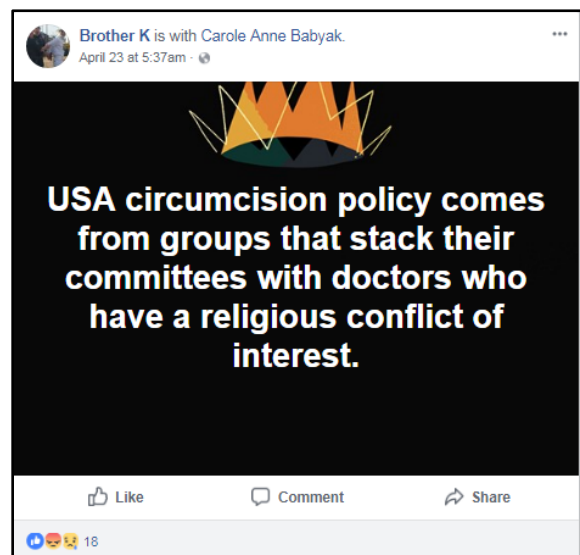 Brother K is with Carole Anne Babyak.
April 23 at 5:37am ·
USA circumcision policy comes
from groups that stack their
committees with doctors who
have a religious conflict of
interest.
Like Comment Share
18